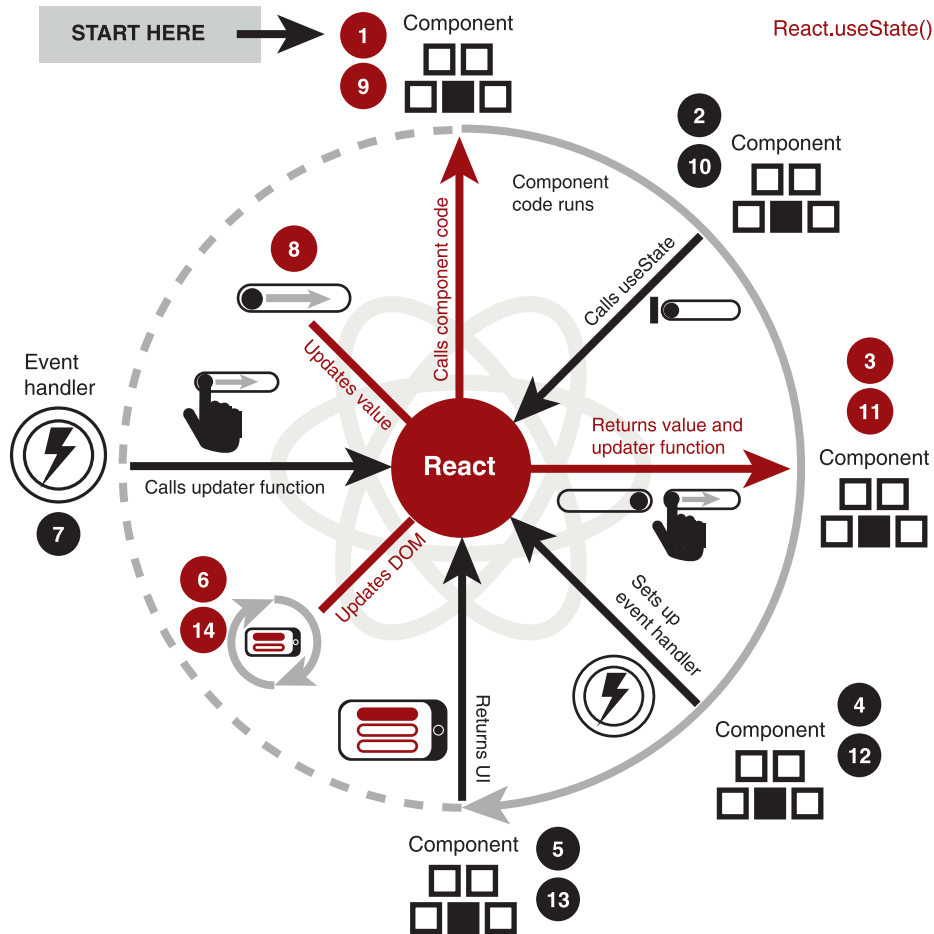 START HERE
1
9
Component
React.useState()
2
10
Component
Component
code runs
Calls component code
Calls useState
8
Updates value
Event
handler
3
11
Returns value and
updater function
Component
React
Calls updater function
7
Updates DOM
6
14
Sets up
event handler
Returns UI
4
12
Component
Component
5
13